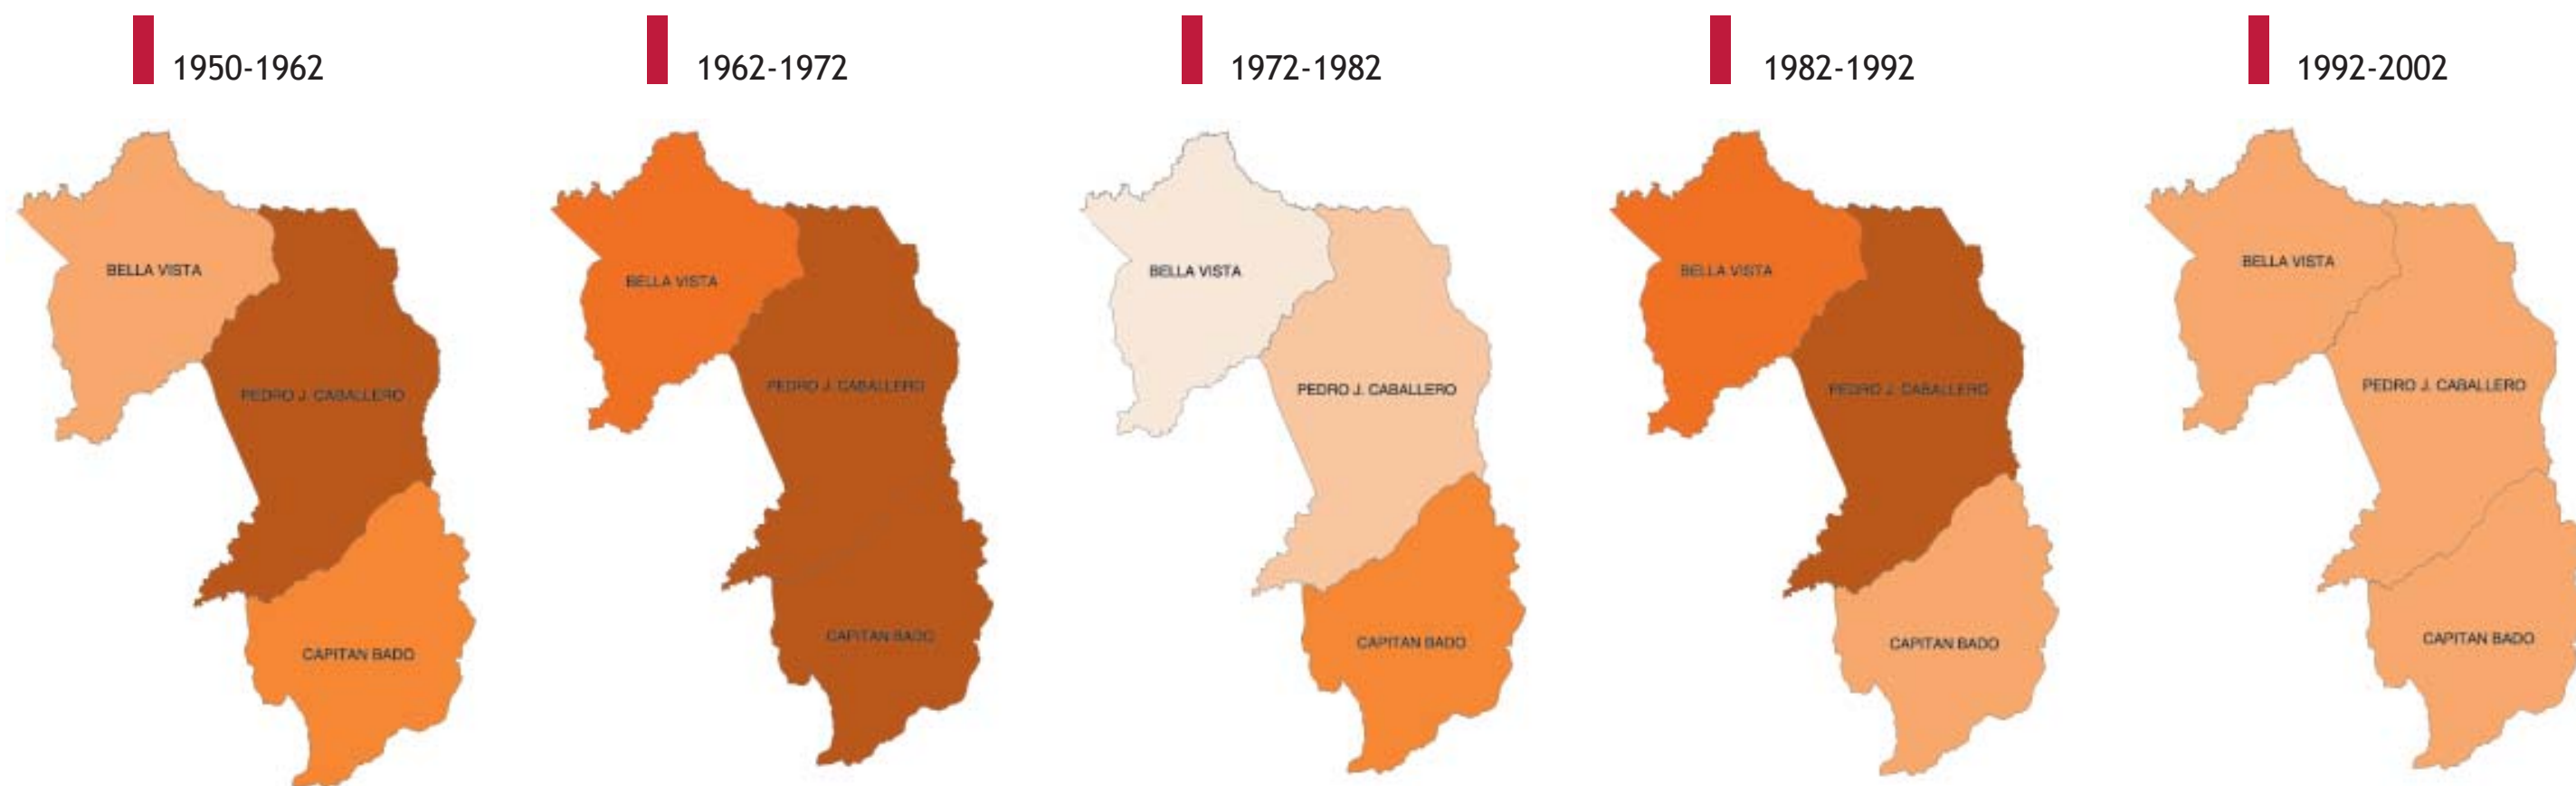 1950-1962
1962-1972
1972-1982
1982-1992
1992-2002
BELLA VISTA
PEDRO J. CABALLERO
CAPITAN BADO
BELLA VISTA
PEDRO J. CABALLERO
CAPITAN BADO
BELLA VISTA
PEDRO J. CABALLERO
CAPITAN BADO
BELLA VISTA
PEDRO J. CABALLERO
CAPITAN BADO
BELLA VISTA
PEDRO J. CABALLERO
CAPITAN BADO